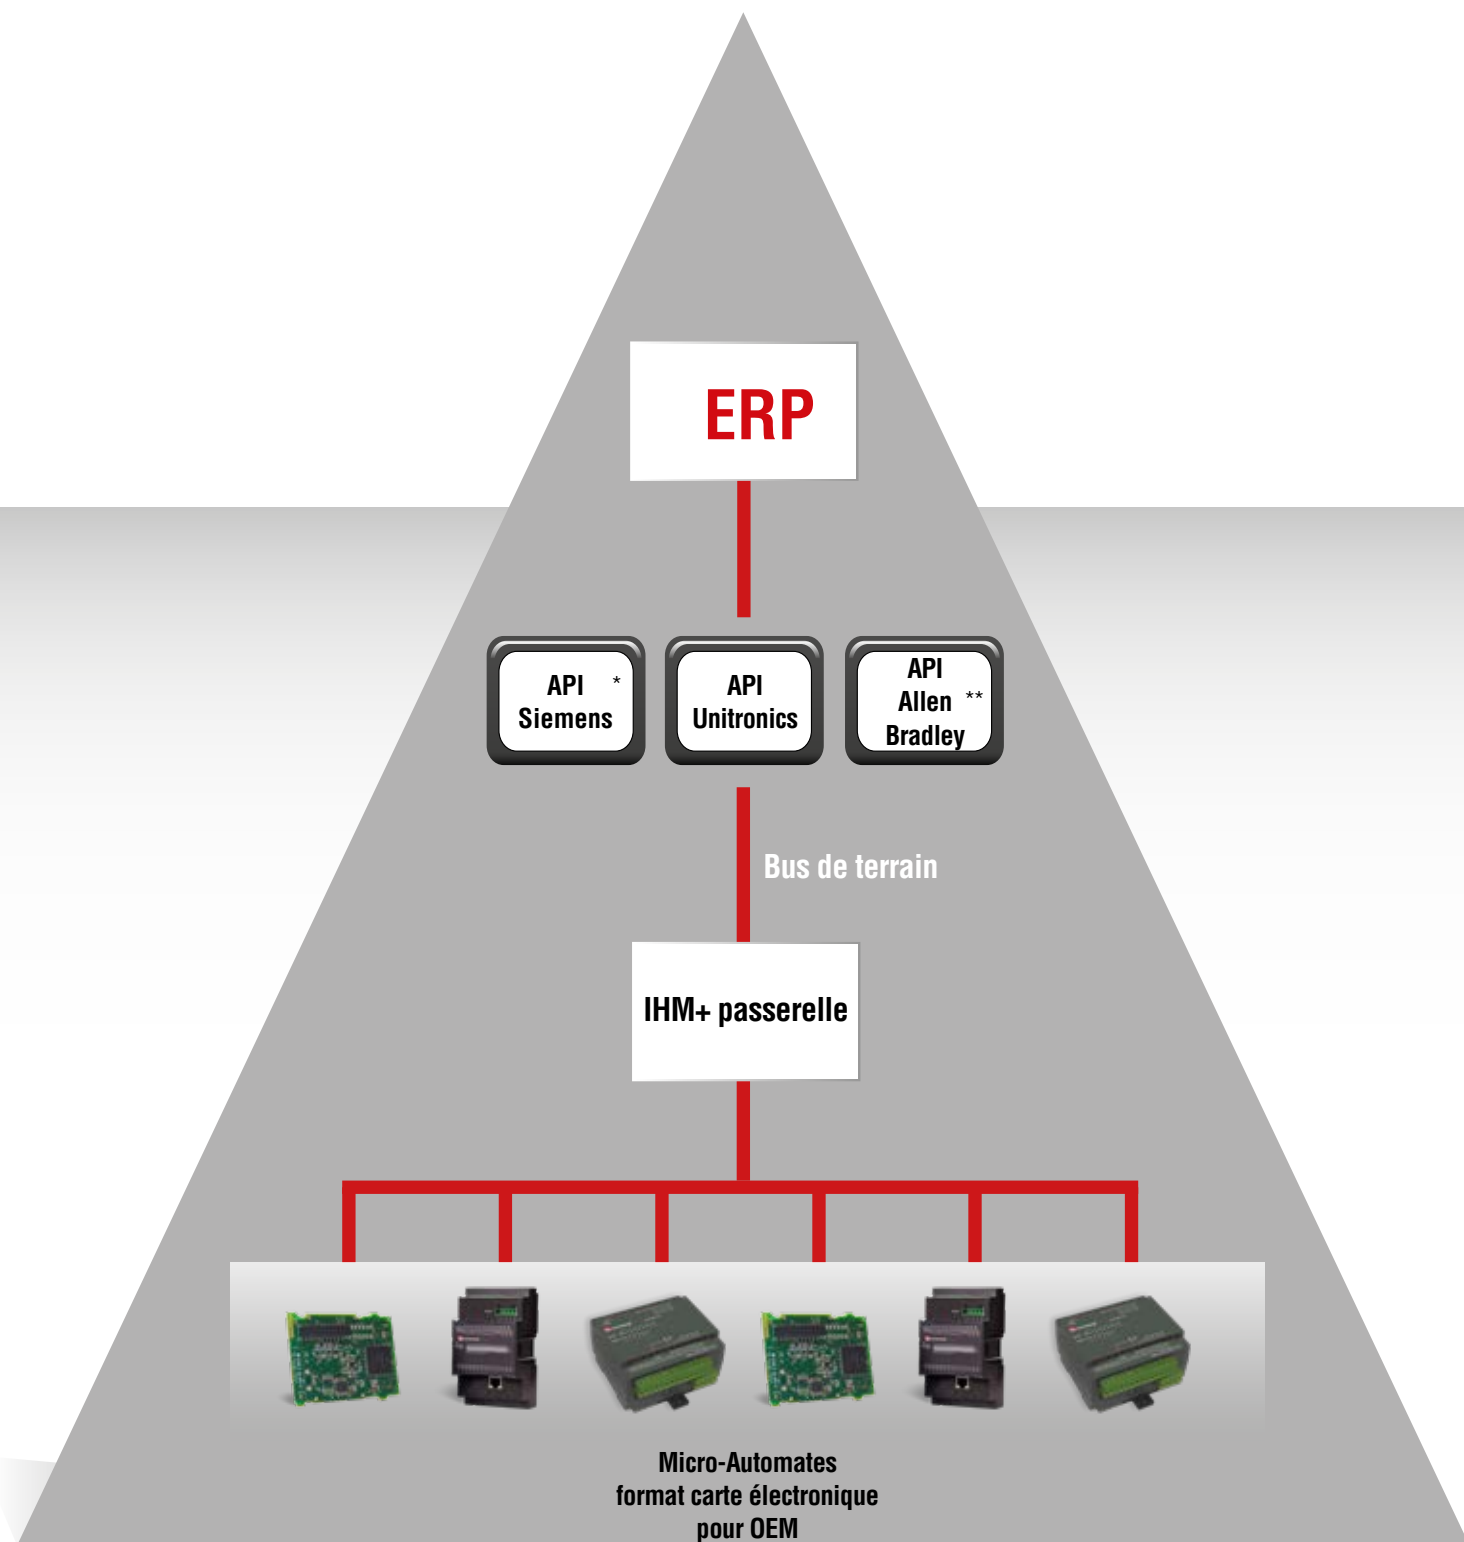 ERP
API *
Siemens
API
Unitronics
API
Allen **
Bradley
Bus de terrain
IHM+ passerelle
Micro-Automates
format carte électronique
pour OEM